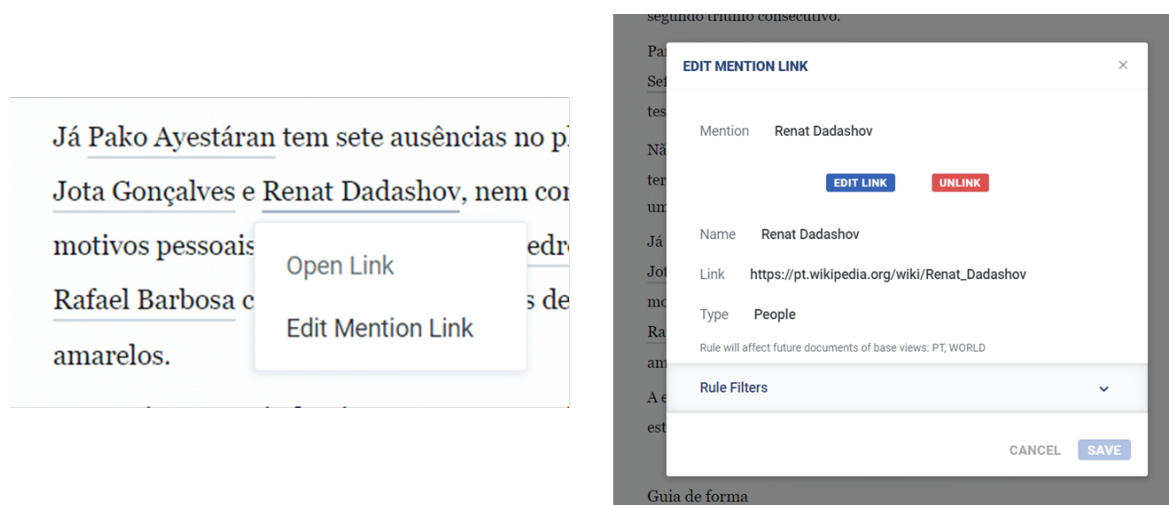 Já Pako Ayestáran tem sete ausências no
Jota Gonçalves e Renat Dadashov, nem
motivos pessoais
Rafael Barbosa
amarelos.
Open Link
Edit Mention Link
segundo triunfo consecutivo.
EDIT MENTION LINK ×
Mention Renat Dadashov
EDIT LINK UNLINK
Name Renat Dadashov
Link https://pt.wikipedia.org/wiki/Renat_Dadashov
Type People
Rule will affect future documents of base views: PT, WORLD
Rule Filters
CANCEL SAVE
Já
A
Guia de forma